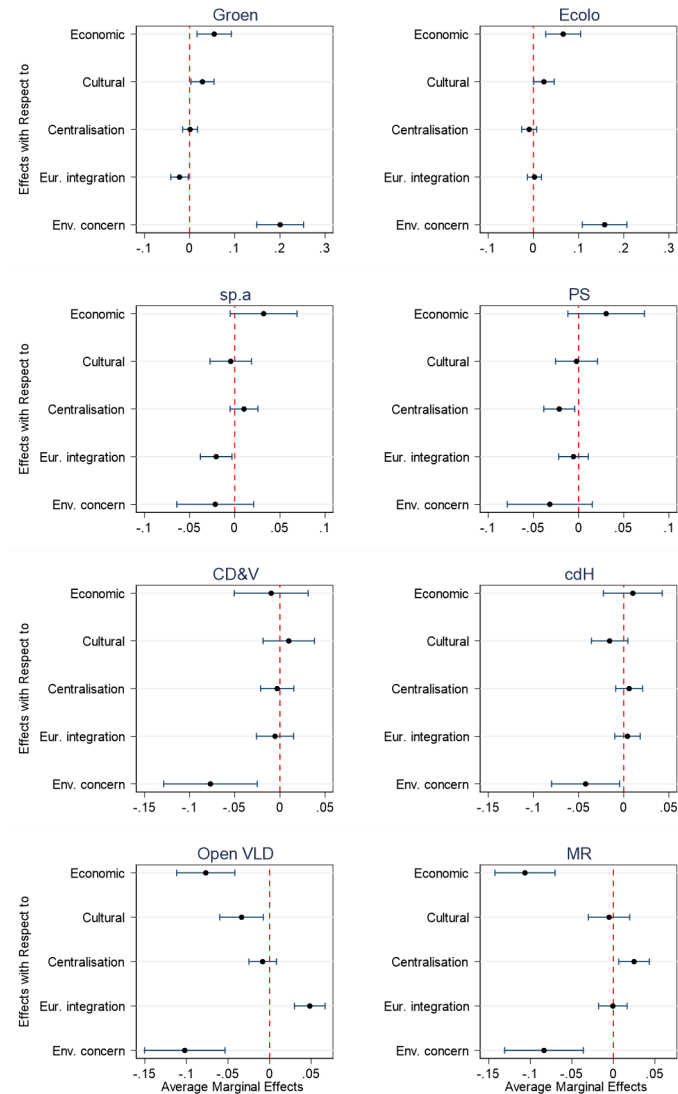 Groen
Effects with Respect to
Economic
Cultural
Centralisation
Eur. integration
Env. concern
-.1 0 .1 .2 .3
Ecolo
Economic
Cultural
Centralisation
Eur. integration
Env. concern
-.1 0 .1 .2 .3
sp.a
Effects with Respect to
Economic
Cultural
Centralisation
Eur. integration
Env. concern
-.1 -.05 0 .05 .1
PS
Economic
Cultural
Centralisation
Eur. integration
Env. concern
-.1 -.05 0 .05 .1
CD&V
Effects with Respect to
Economic
Cultural
Centralisation
Eur. integration
Env. concern
-.15 -.1 -.05 0 .05
cdH
Economic
Cultural
Centralisation
Eur. integration
Env. concern
-.15 -.1 -.05 0 .05
Open VLD
Effects with Respect to
Economic
Cultural
Centralisation
Eur. integration
Env. concern
-.15 -.1 -.05 0 .05
Average Marginal Effects
MR
Economic
Cultural
Centralisation
Eur. integration
Env. concern
-.15 -.1 -.05 0 .05
Average Marginal Effects